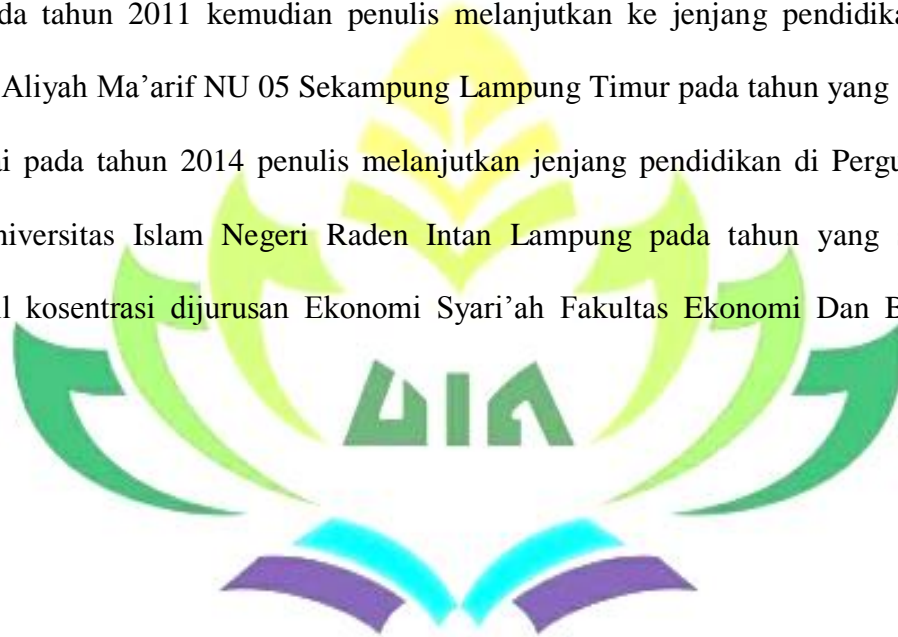 da tahun 2011 kemudian penulis melanjutkan ke jenjang pendidika
Aliyah Ma’arif NU 05 Sekampung Lampung Timur pada tahun yang
i pada tahun 2014 penulis melanjutkan jenjang pendidikan di Pergu
niversitas Islam Negeri Raden Intan Lampung pada tahun yang
l kosentrasi dijurusan Ekonomi Syari’ah Fakultas Ekonomi Dan B
UIN